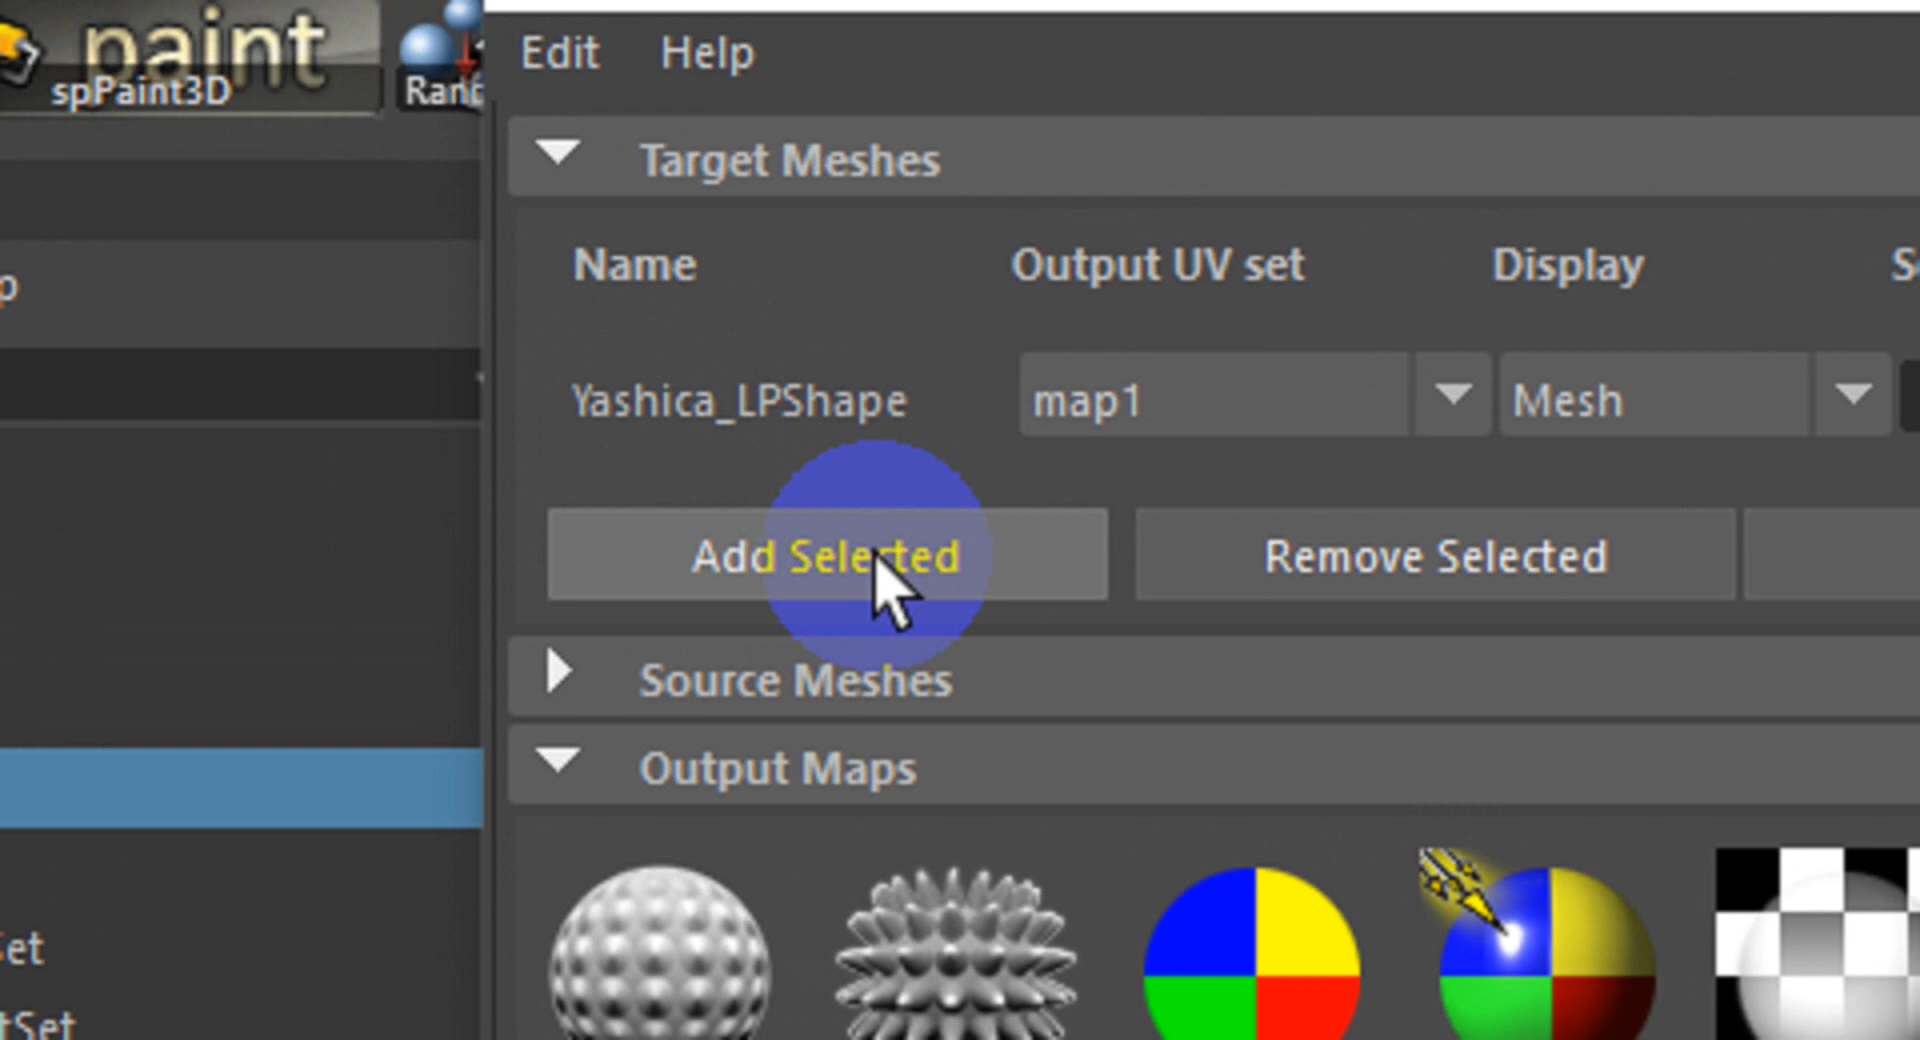 paint
spPaint3D
Edit Help
Target Meshes
Name Output UV set Display
Yashica_LPShape map1 Mesh
Add Selected Remove Selected
Source Meshes
Output Maps